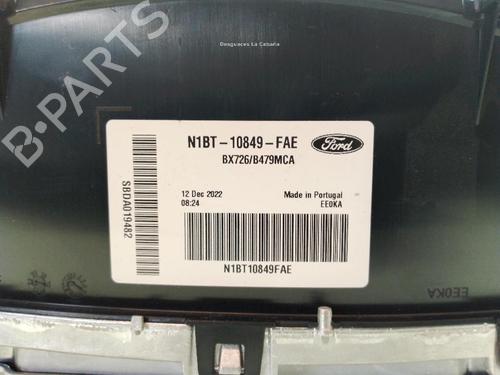 Desguaces La Cabaña
B-PARTS
N1BT-10849-FAE
Ford
BX726/B479MCA
12 Dec 2022
08:24
Made in Portugal
EE0KA
SBDA019482
N1BT10849FAE
EE0KA